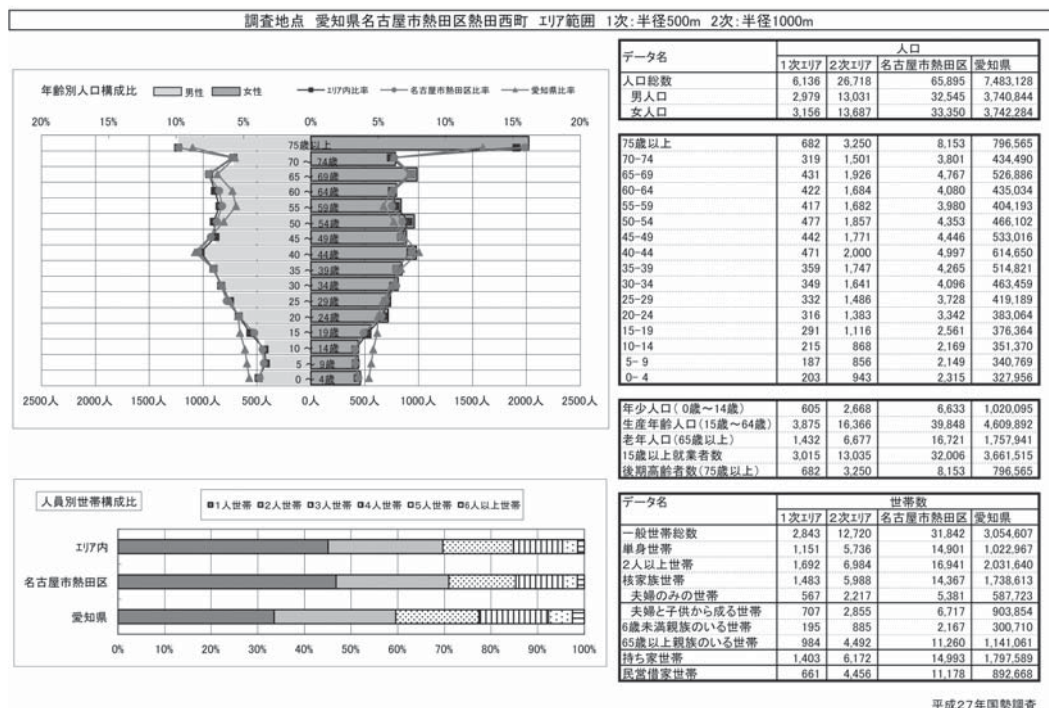 調査地点 愛知県名古屋市熱田区熱田西町 エリア範囲 1次:半径500m 2次:半径1000m
年齢別人口構成比 男性 女性 エリア内比率 名古屋市熱田区比率 愛知県比率
20% 15% 10% 5% 0% 5% 10% 15% 20%
75歳以上
70 ~ 74歳
65 ~ 69歳
60 ~ 64歳
55 ~ 59歳
50 ~ 54歳
45 ~ 49歳
40 ~ 44歳
35 ~ 39歳
30 ~ 34歳
25 ~ 29歳
20 ~ 24歳
15 ~ 19歳
10 ~ 14歳
5 ~ 9歳
0 ~ 4歳
2500人 2000人 1500人 1000人 500人 0人 500人 1000人 1500人 2000人 2500人
人員別世帯構成比 1人世帯 2人世帯 3人世帯 4人世帯 5人世帯 6人以上世帯
エリア内
名古屋市熱田区
愛知県
0% 10% 20% 30% 40% 50% 60% 70% 80% 90% 100%
データ名 人口
1次エリア 2次エリア 名古屋市熱田区 愛知県
人口総数 6,136 26,718 65,895 7,483,128
男人口 2,979 13,031 32,545 3,740,844
女人口 3,156 13,687 33,350 3,742,284
75歳以上 682 3,250 8,153 796,565
70-74 319 1,501 3,801 434,490
65-69 431 1,926 4,767 526,886
60-64 422 1,684 4,080 435,034
55-59 417 1,682 3,980 404,193
50-54 477 1,857 4,353 466,102
45-49 442 1,771 4,446 533,016
40-44 471 2,000 4,997 614,650
35-39 359 1,747 4,265 514,821
30-34 349 1,641 4,096 463,459
25-29 332 1,486 3,728 419,189
20-24 316 1,383 3,342 383,064
15-19 291 1,116 2,561 376,364
10-14 215 868 2,169 351,370
5- 9 187 856 2,149 340,769
0- 4 203 943 2,315 327,956
年少人口( 0歳~14歳) 605 2,668 6,633 1,020,095
生産年齢人口(15歳~64歳) 3,875 16,366 39,848 4,609,892
老年人口(65歳以上) 1,432 6,677 16,721 1,757,941
15歳以上就業者数 3,015 13,035 32,006 3,661,515
後期高齢者数(75歳以上) 682 3,250 8,153 796,565
データ名 世帯数
1次エリア 2次エリア 名古屋市熱田区 愛知県
一般世帯総数 2,843 12,720 31,842 3,054,607
単身世帯 1,151 5,736 14,901 1,022,967
2人以上世帯 1,692 6,984 16,941 2,031,640
核家族世帯 1,483 5,988 14,367 1,738,613
夫婦のみの世帯 567 2,217 5,381 587,723
夫婦と子供から成る世帯 707 2,855 6,717 903,854
6歳未満親族のいる世帯 195 885 2,167 300,710
65歳以上親族のいる世帯 984 4,492 11,260 1,141,061
持ち家世帯 1,403 6,172 14,993 1,797,589
民営借家世帯 661 4,456 11,178 892,668
平成27年国勢調査